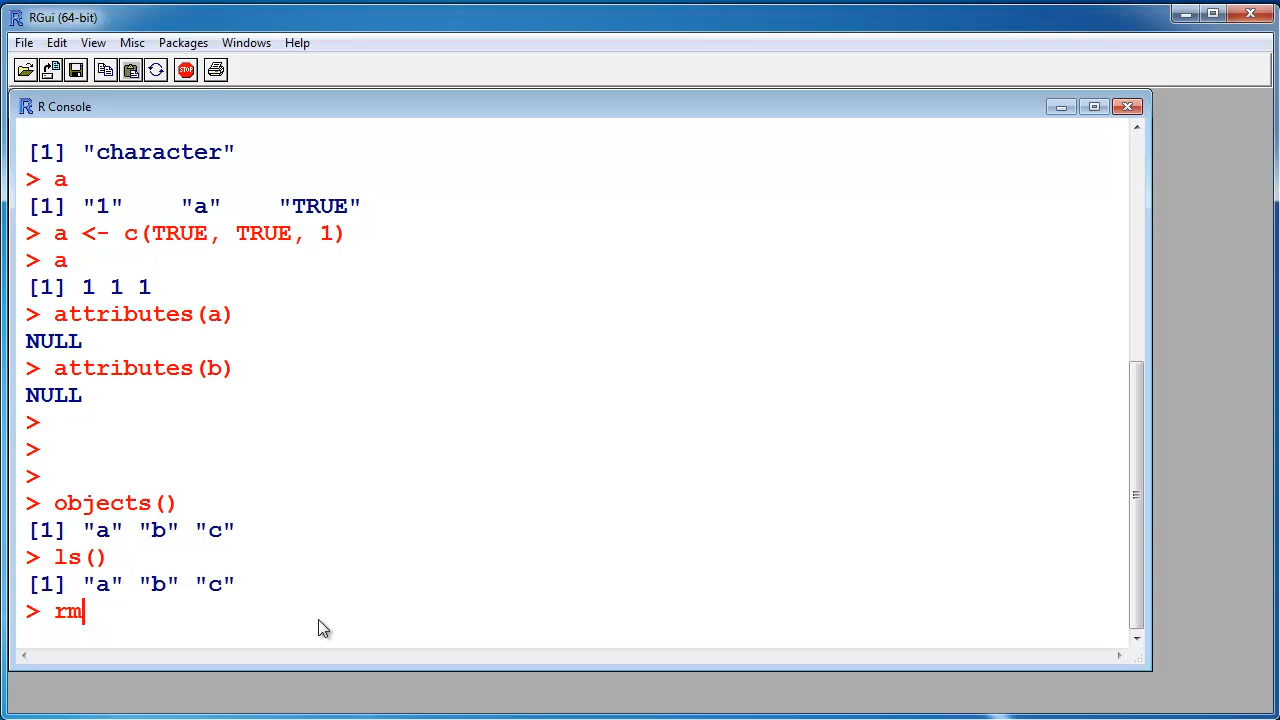 RGui (64-bit)
File Edit View Misc Packages Windows Help
STOP
R Console
[1] "character"
> a
[1] "1" "a" "TRUE"
> a <- c(TRUE, TRUE, 1)
> a
[1] 1 1 1
> attributes(a)
NULL
> attributes(b)
NULL
>
>
>
> objects()
[1] "a" "b" "c"
> ls()
[1] "a" "b" "c"
> rm